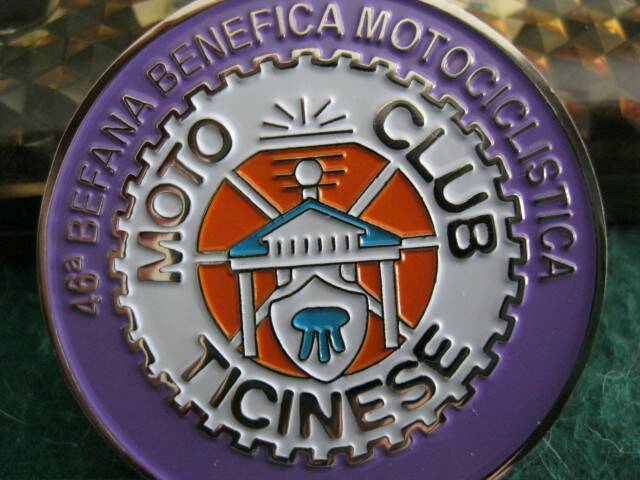 46ª BEFANA BENEFICA MOTOCICLISTICA
MOTO CLUB
TICINESE